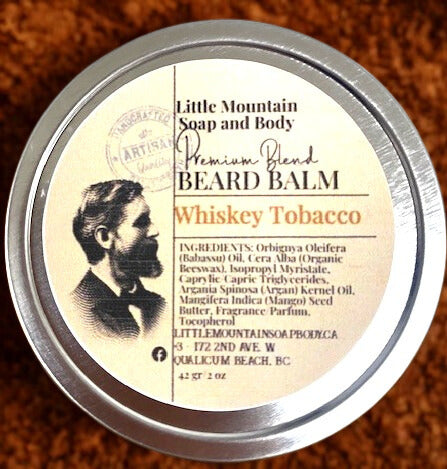 Little Mountain
Soap and Body
HANDCRAFTED
ARTISAN
Quality
Premium Blend
BEARD BALM
Whiskey Tobacco
INGREDIENTS: Orbignya Oleifera
(Babassu) Oil, Cera Alba (Organic
Beeswax), Isopropyl Myristate,
Caprylic Capric Triglycerides,
Argania Spinosa (Argan) Kernel Oil,
Mangifera Indica (Mango) Seed
Butter, Fragrance/Parfum,
Tocopherol
LITTLEMOUNTAINSOAPBODY.CA
3 - 172 2ND AVE. W
QUALICUM BEACH, BC
42 gr/2 oz